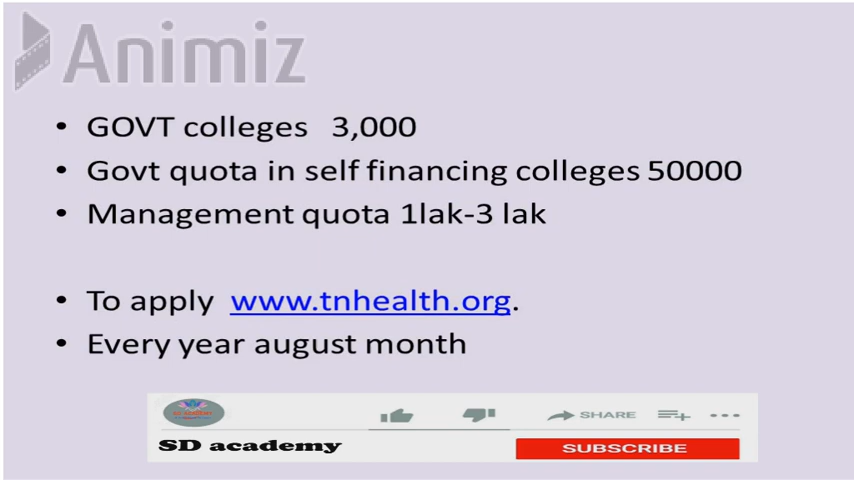 Animiz
• GOVT colleges 3,000
• Govt quota in self financing colleges 50000
• Management quota 1lak-3 lak
• To apply www.tnhealth.org.
• Every year august month
SHARE
SD academy
SUBSCRIBE